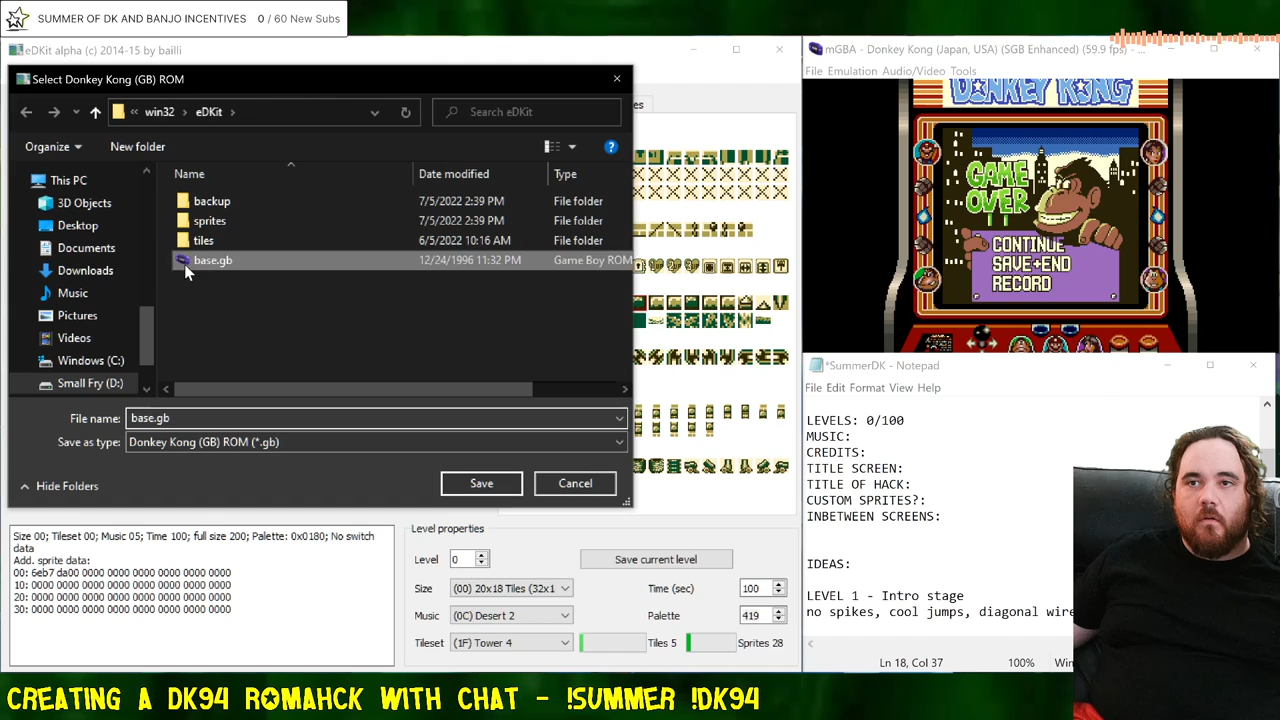 SUMMER OF DK AND BANJO INCENTIVES 0 / 60 New Subs
eDKit alpha (c) 2014-15 by bailli
Select Donkey Kong (GB) ROM
« win32 › eDKit ›
Search eDKit
Organize
New folder
Name
Date modified
Type
This PC
3D Objects
Desktop
Documents
Downloads
Music
Pictures
Videos
Windows (C:)
Small Fry (D:)
backup 7/5/2022 2:39 PM File folder
sprites 7/5/2022 2:39 PM File folder
tiles 6/5/2022 10:16 AM File folder
base.gb 12/24/1996 11:32 PM Game Boy ROM
File name: base.gb
Save as type: Donkey Kong (GB) ROM (*.gb)
Hide Folders
Save
Cancel
es
Size 00; Tileset 00; Music 05; Time 100; full size 200; Palette: 0x0180; No switch
data
Add. sprite data:
00: 6eb7 da00 0000 0000 0000 0000 0000 0000
10: 0000 0000 0000 0000 0000 0000 0000 0000
20: 0000 0000 0000 0000 0000 0000 0000 0000
30: 0000 0000 0000 0000 0000 0000 0000 0000
Level properties
Level 0
Save current level
Size (00) 20x18 Tiles (32x1
Time (sec) 100
Music (0C) Desert 2
Palette 419
Tileset (1F) Tower 4
Tiles 5
Sprites 28
mGBA - Donkey Kong (Japan, USA) (SGB Enhanced) (59.9 fps) - ...
File Emulation Audio/Video Tools
DONKEY KONG
GAME
OVER
CONTINUE
SAVE+END
RECORD
*SummerDK - Notepad
File Edit Format View Help
LEVELS: 0/100
MUSIC:
CREDITS:
TITLE SCREEN:
TITLE OF HACK:
CUSTOM SPRITES?:
INBETWEEN SCREENS:
IDEAS:
LEVEL 1 - Intro stage
no spikes, cool jumps, diagonal wire
Ln 18, Col 37
100%
Win
CREATING A DK94 ROMAHCK WITH CHAT - !SUMMER !DK94